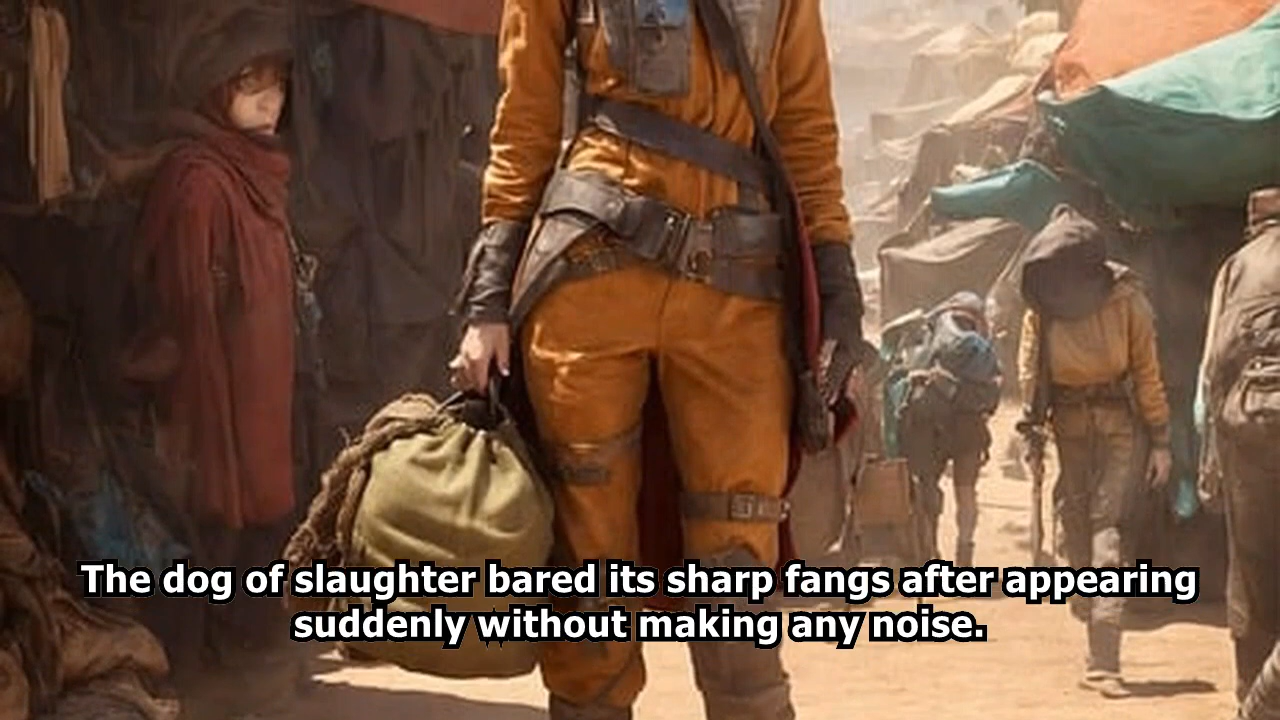 The dog of slaughter bared its sharp fangs after appearing
suddenly without making any noise.